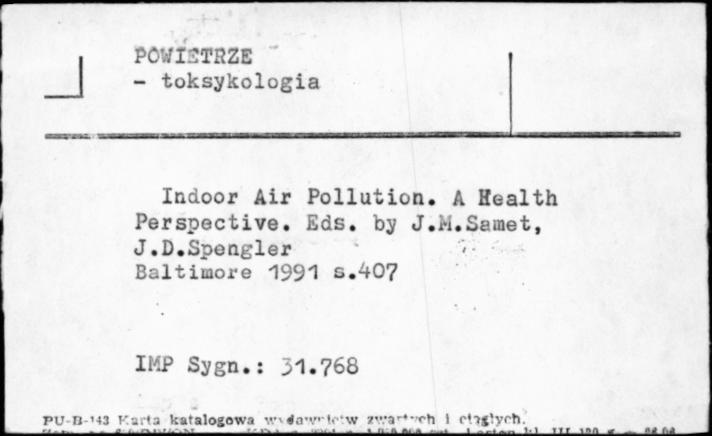 POWIETRZE
- toksykologia
Indoor Air Pollution. A Health
Perspective. Eds. by J.M.Samet,
J.D.Spengler
Baltimore 1991 s.407
IMP Sygn.: 31.768
PU-B-143 Karta katalogowa wydawnictw zwartych i ciągłych.